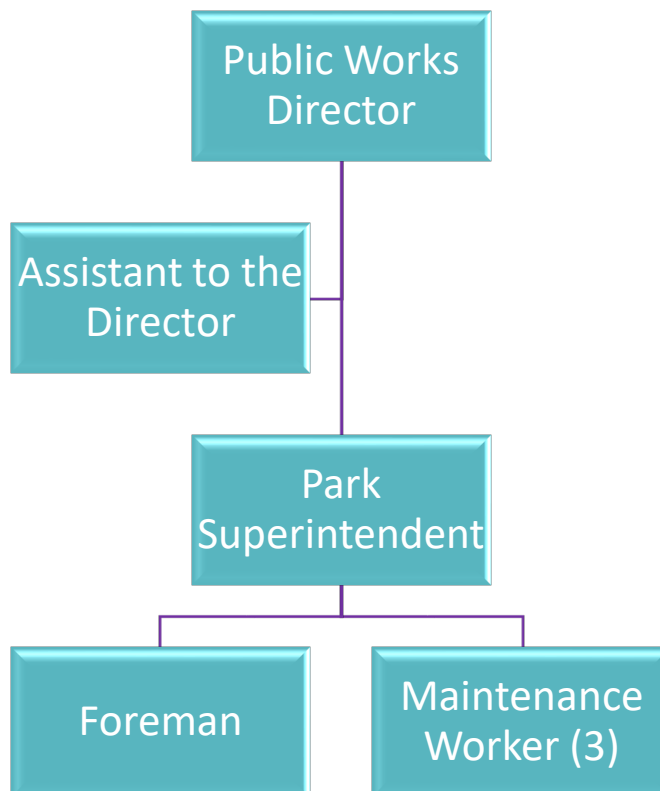 Public Works
Director
Assistant to the
Director
Park
Superintendent
Foreman
Maintenance
Worker (3)